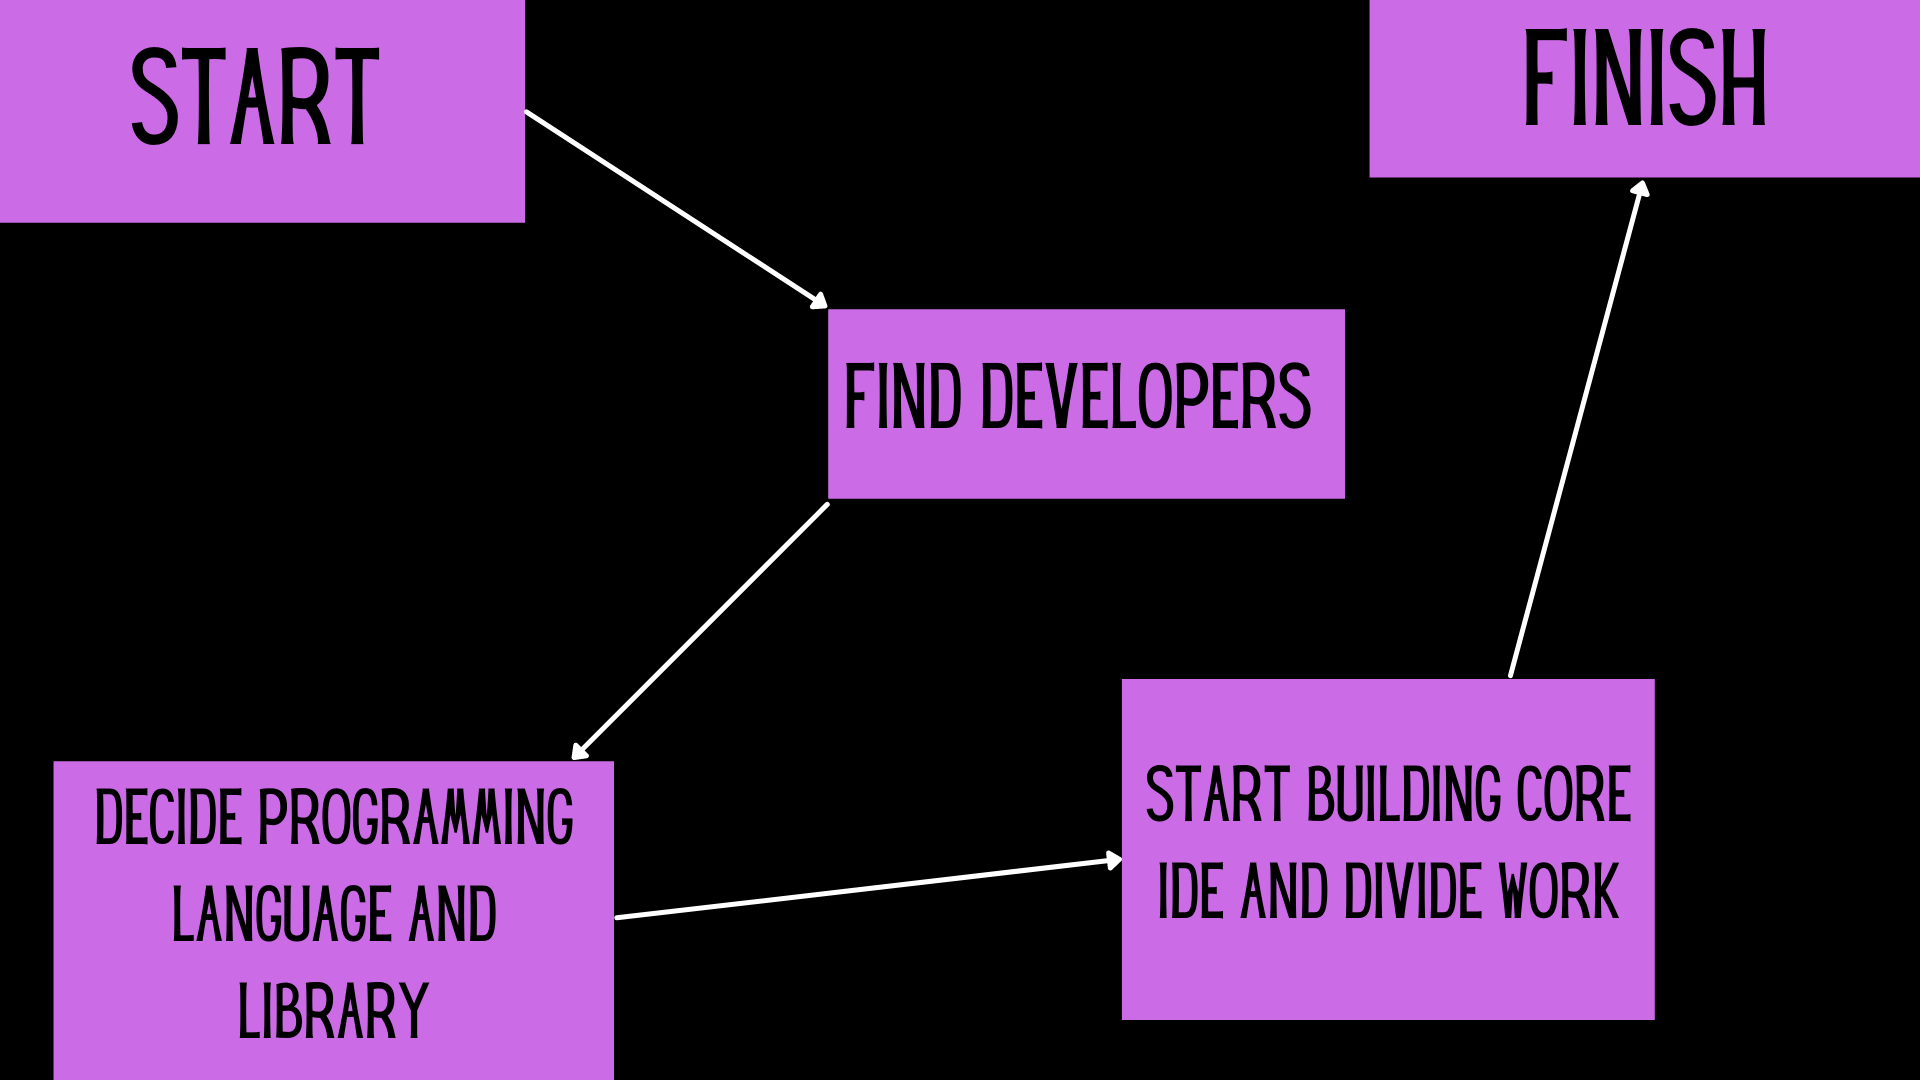 START
FINISH
FIND DEVELOPERS
DECIDE PROGRAMMING
LANGUAGE AND
LIBRARY
START BUILDING CORE
IDE AND DIVIDE WORK